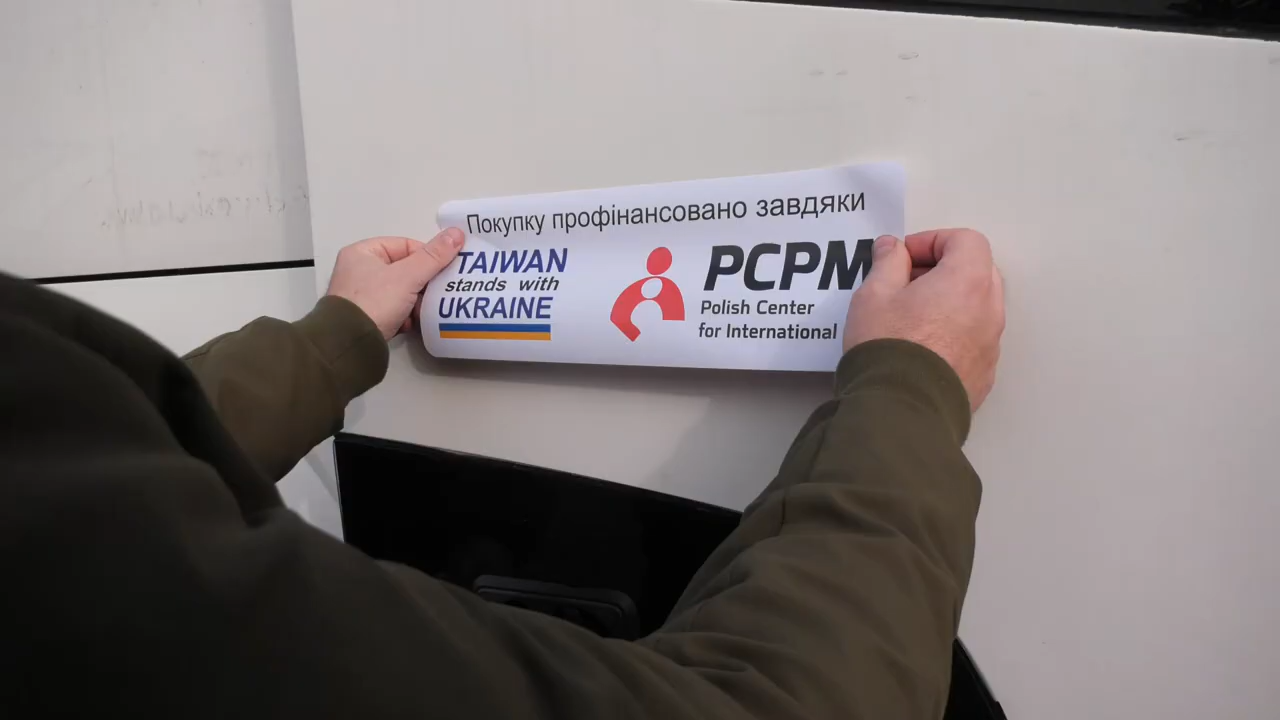 Покупку профінансовано завдяки
TAIWAN
stands with
UKRAINE
PCPM
Polish Center
for International